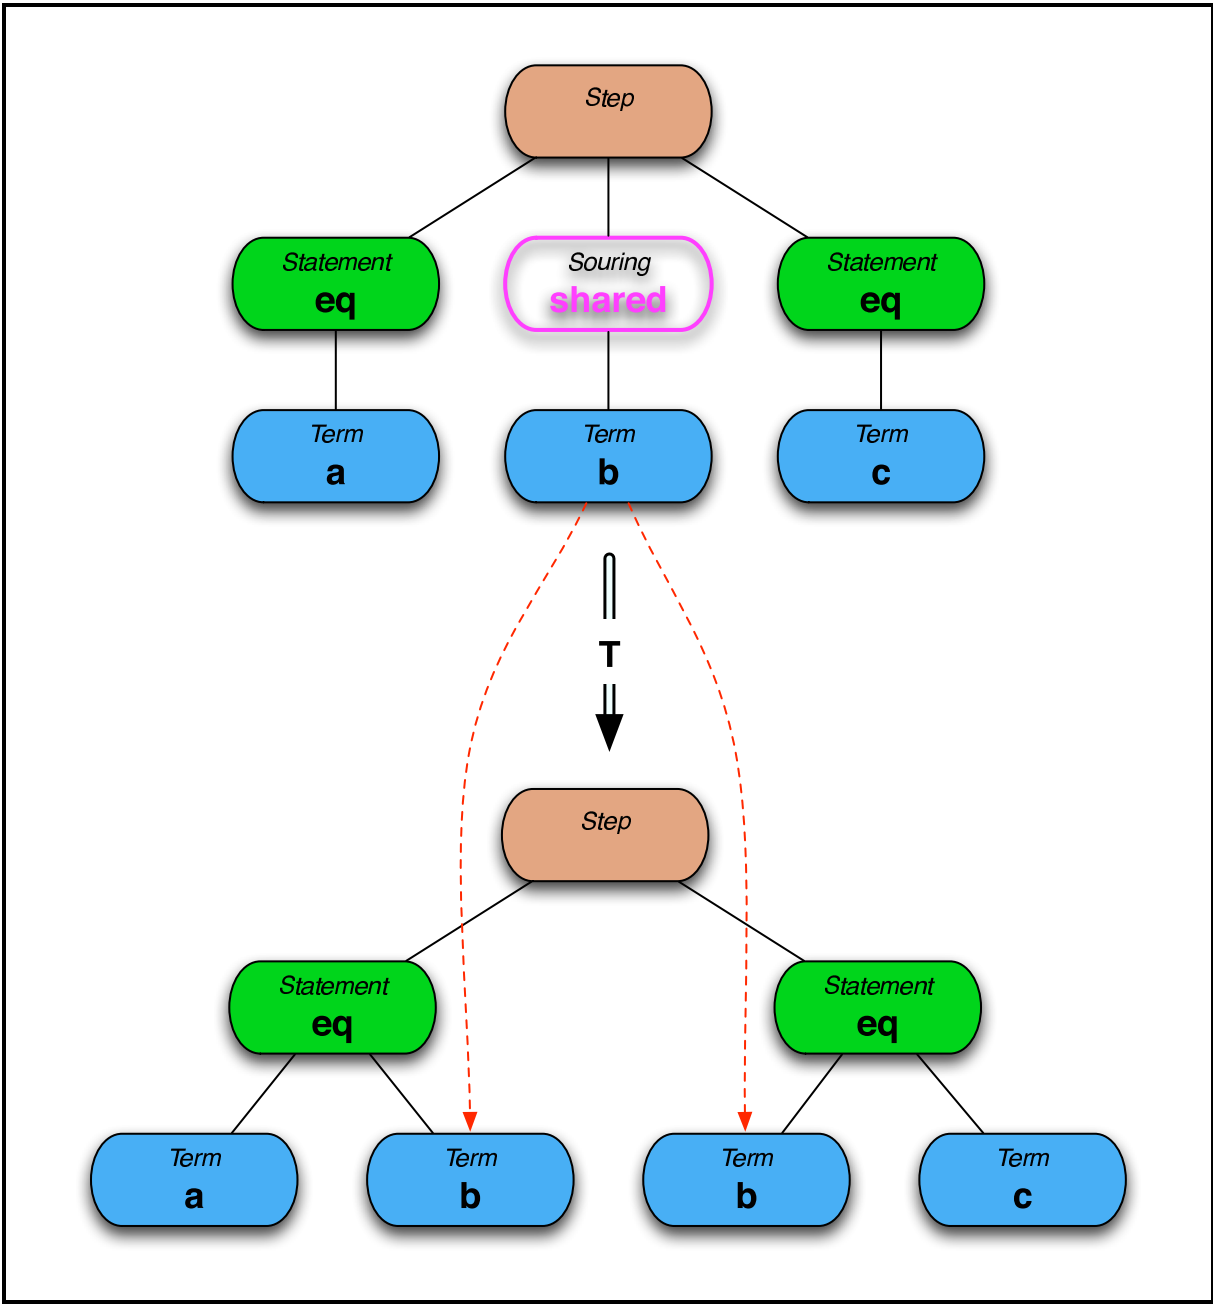 Step
Statement
eq
Souring
shared
Statement
eq
Term
a
Term
b
Term
c
T
Step
Statement
eq
Statement
eq
Term
a
Term
b
Term
b
Term
c